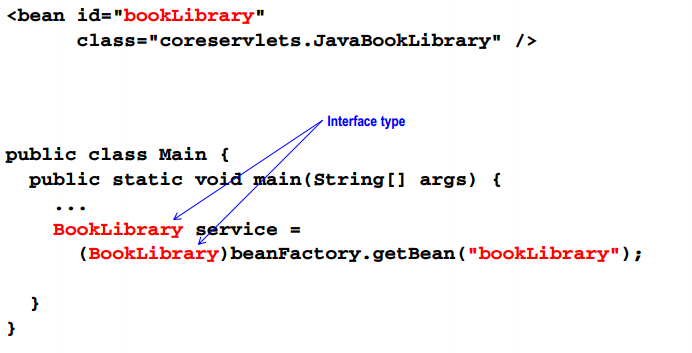 <bean id="bookLibrary"
class="coreservlets.JavaBookLibrary" />
Interface type
public class Main {
public static void main(String[] args) {
...
BookLibrary service =
(BookLibrary)beanFactory.getBean("bookLibrary");
}
}